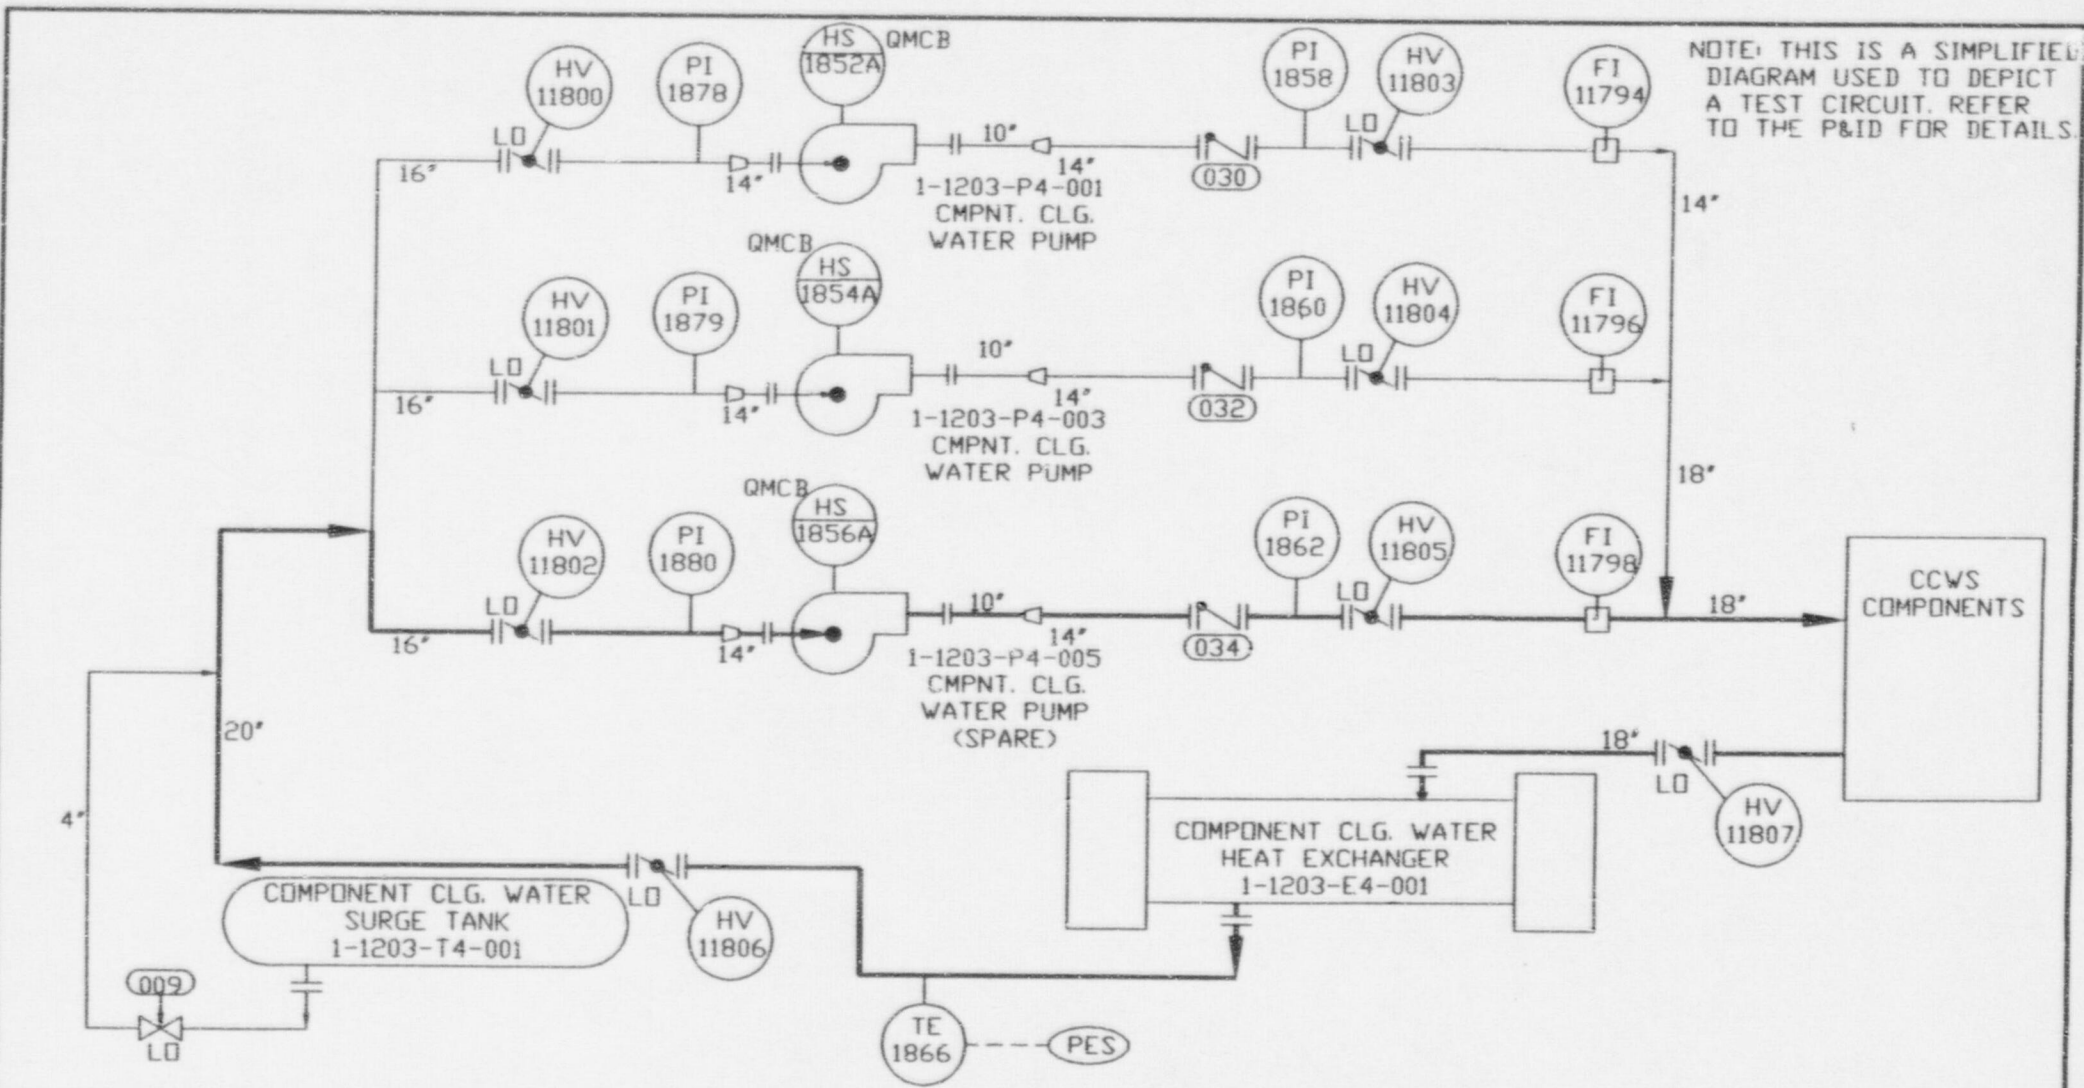 NOTE: THIS IS A SIMPLIFIED
DIAGRAM USED TO DEPICT
A TEST CIRCUIT. REFER
TO THE P&ID FOR DETAILS.
HV
11800
LO
16"
PI
1878
14"
HS
1852A
QMCB
10"
14"
1-1203-P4-001
CMPNT. CLG.
WATER PUMP
030
PI
1858
HV
11803
LO
FI
11794
14"
HV
11801
LO
16"
PI
1879
14"
QMCB
HS
1854A
10"
14"
1-1203-P4-003
CMPNT. CLG.
WATER PUMP
032
PI
1860
HV
11804
LO
FI
11796
18"
HV
11802
LO
16"
PI
1880
14"
QMCB
HS
1856A
10"
14"
1-1203-P4-005
CMPNT. CLG.
WATER PUMP
(SPARE)
034
PI
1862
HV
11805
LO
FI
11798
18"
CCWS
COMPONENTS
20"
4"
18"
LO
HV
11807
COMPONENT CLG. WATER
HEAT EXCHANGER
1-1203-E4-001
COMPONENT CLG. WATER
SURGE TANK
1-1203-T4-001
LO
HV
11806
009
LO
TE
1866
PES